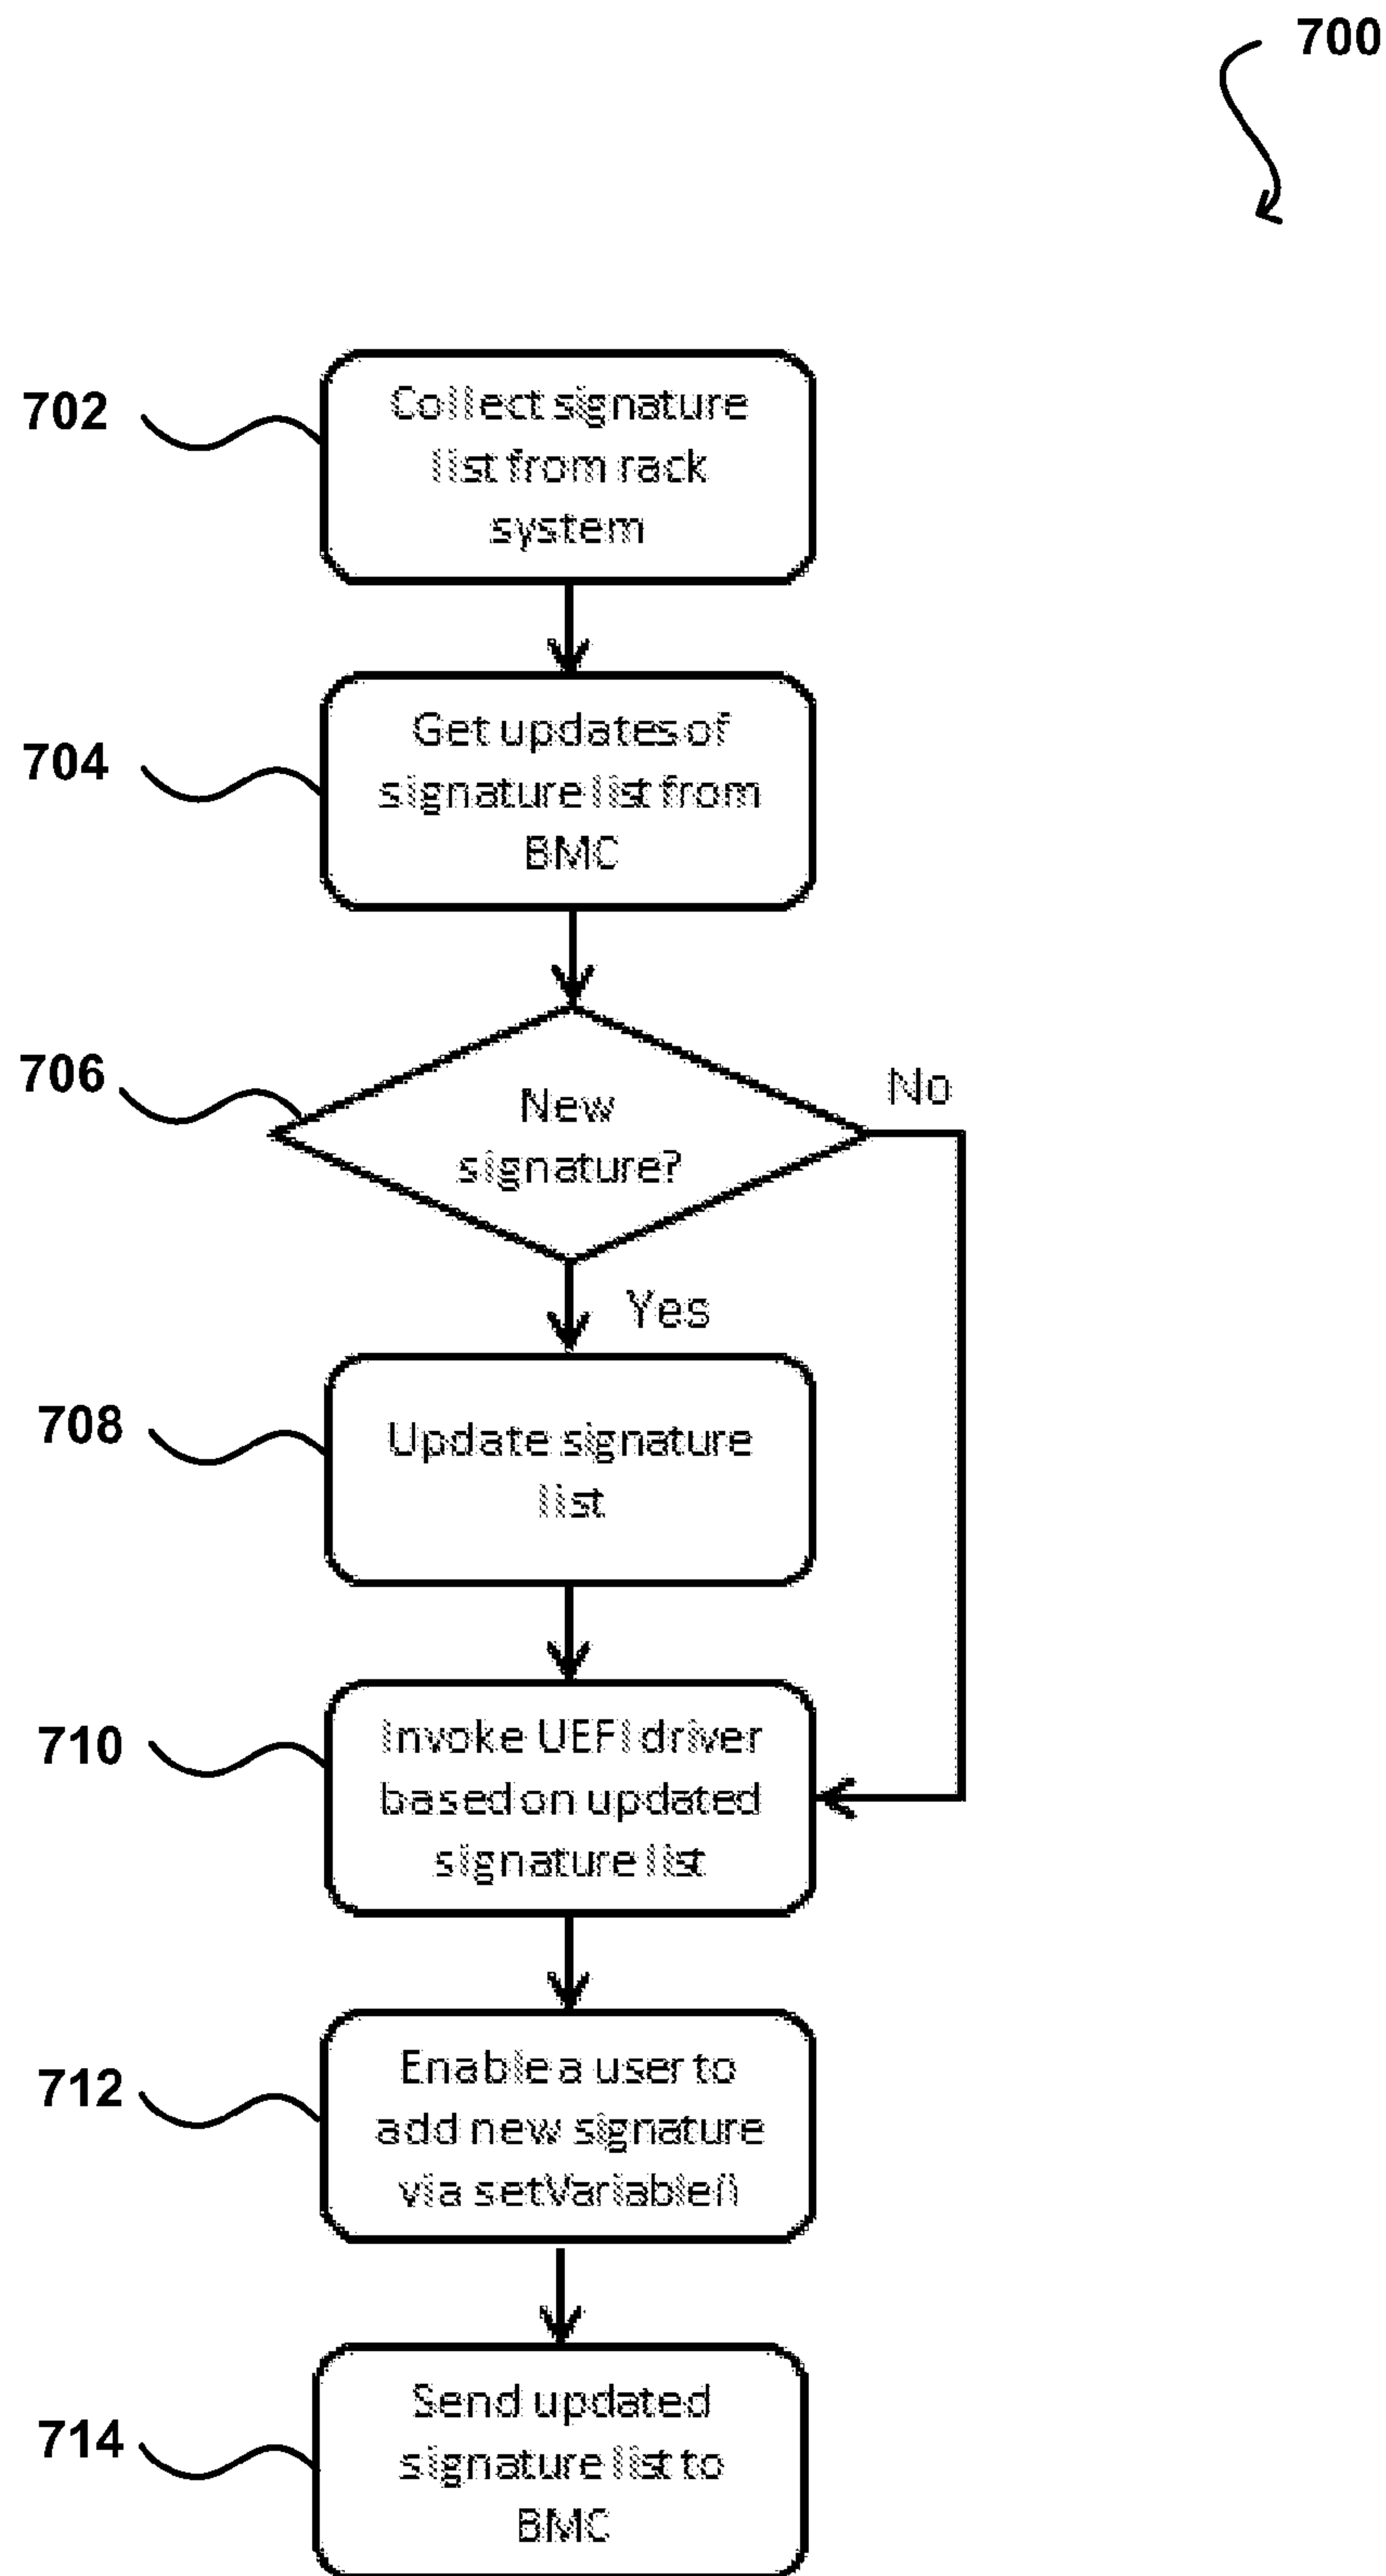 700
702
Collect signature
list from rack
system
704
Get updates of
signature list from
BMC
706
New
signature?
No
Yes
708
Update signature
list
710
Invoke UEFI driver
based on updated
signature list
712
Enable a user to
add new signature
via setVariable()
714
Send updated
signature list to
BMC